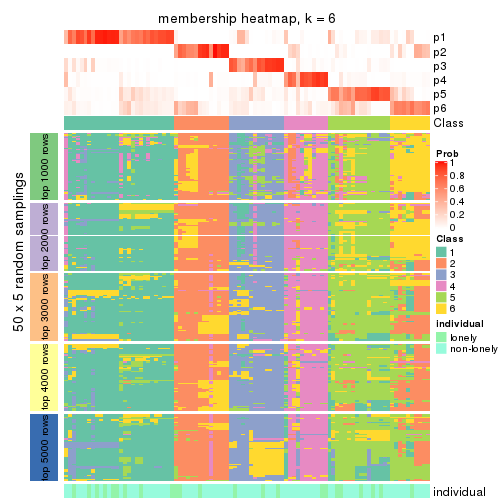 membership heatmap, k = 6
p1
p2
p3
p4
p5
p6
Class
50 x 5 random samplings
top 1000 rows
top 2000 rows
top 3000 rows
top 4000 rows
top 5000 rows
individual
Prob
1
0.8
0.6
0.4
0.2
0
Class
1
2
3
4
5
6
Individual
lonely
non-lonely